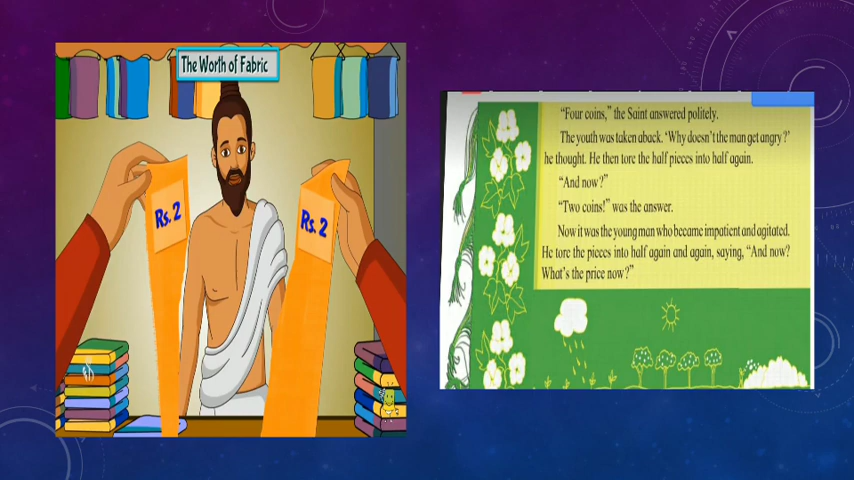 The Worth of Fabric
Rs. 2
Rs. 2
"Four coins," the Saint answered politely.
The youth was taken aback. 'Why doesn't the man get angry?'
he thought. He then tore the half pieces into half again.
"And now?"
"Two coins!" was the answer.
Now it was the young man who became impatient and agitated.
He tore the pieces into half again and again, saying, "And now?
What's the price now?"